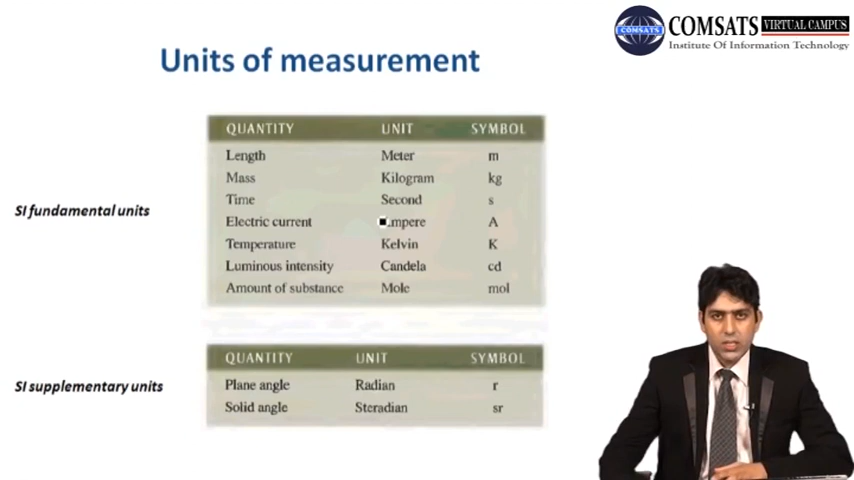 COMSATS VIRTUAL CAMPUS
Institute Of Information Technology
COMSATS
Units of measurement
QUANTITY UNIT SYMBOL
Length Meter m
Mass Kilogram kg
Time Second s
SI fundamental units
Electric current mpere A
Temperature Kelvin K
Luminous intensity Candela cd
Amount of substance Mole mol
QUANTITY UNIT SYMBOL
SI supplementary units
Plane angle Radian r
Solid angle Steradian sr